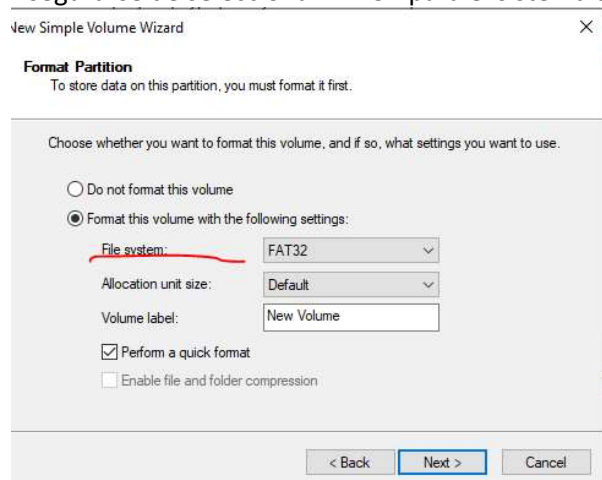 New Simple Volume Wizard
Format Partition
To store data on this partition, you must format it first.
Choose whether you want to format this volume, and if so, what settings you want to use.
Do not format this volume
Format this volume with the following settings:
File system: FAT32
Allocation unit size: Default
Volume label: New Volume
Perform a quick format
Enable file and folder compression
< Back Next > Cancel